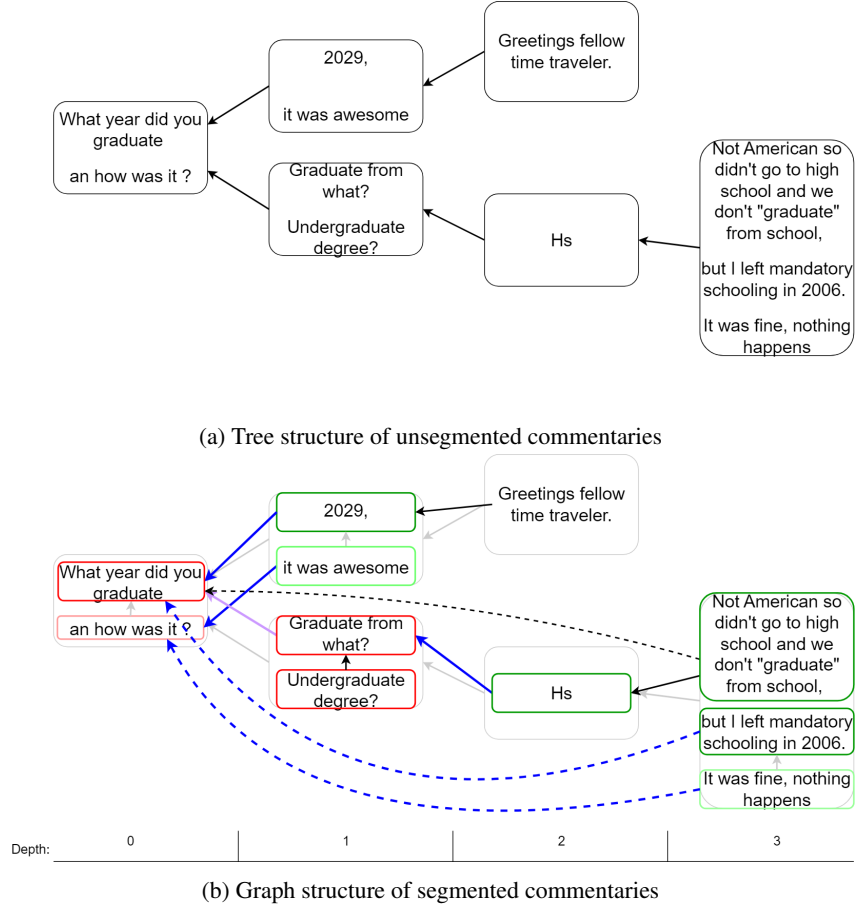 What year did you
graduate
an how was it ?
2029,
it was awesome
Greetings fellow
time traveler.
Graduate from
what?
Undergraduate
degree?
Hs
Not American so
didn't go to high
school and we
don't "graduate"
from school,
but I left mandatory
schooling in 2006.
It was fine, nothing
happens
(a) Tree structure of unsegmented commentaries
What year did you
graduate
an how was it ?
2029,
it was awesome
Greetings fellow
time traveler.
Graduate from
what?
Undergraduate
degree?
Hs
Not American so
didn't go to high
school and we
don't "graduate"
from school,
but I left mandatory
schooling in 2006.
It was fine, nothing
happens
Depth: 0 1 2 3
(b) Graph structure of segmented commentaries